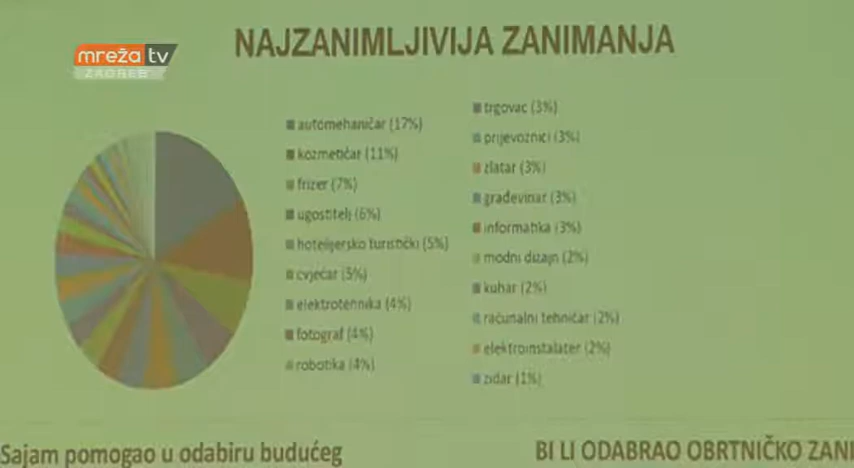 mreža tv
ZAGREB
NAJZANIMLJIVIJA ZANIMANJA
automehaničar (17%)
kozmetičar (11%)
frizer (7%)
ugostitelj (6%)
hotelijersko turistički (5%)
cvjećar (5%)
elektrotehnika (4%)
fotograf (4%)
robotika (4%)
trgovac (3%)
prijevoznici (3%)
zlatar (3%)
građevinar (3%)
informatika (3%)
modni dizajn (2%)
kuhar (2%)
računalni tehničar (2%)
elektroinstalater (2%)
zidar (1%)
Sajam pomogao u odabiru budućeg
BI LI ODABRAO OBRTNIČKO ZANI